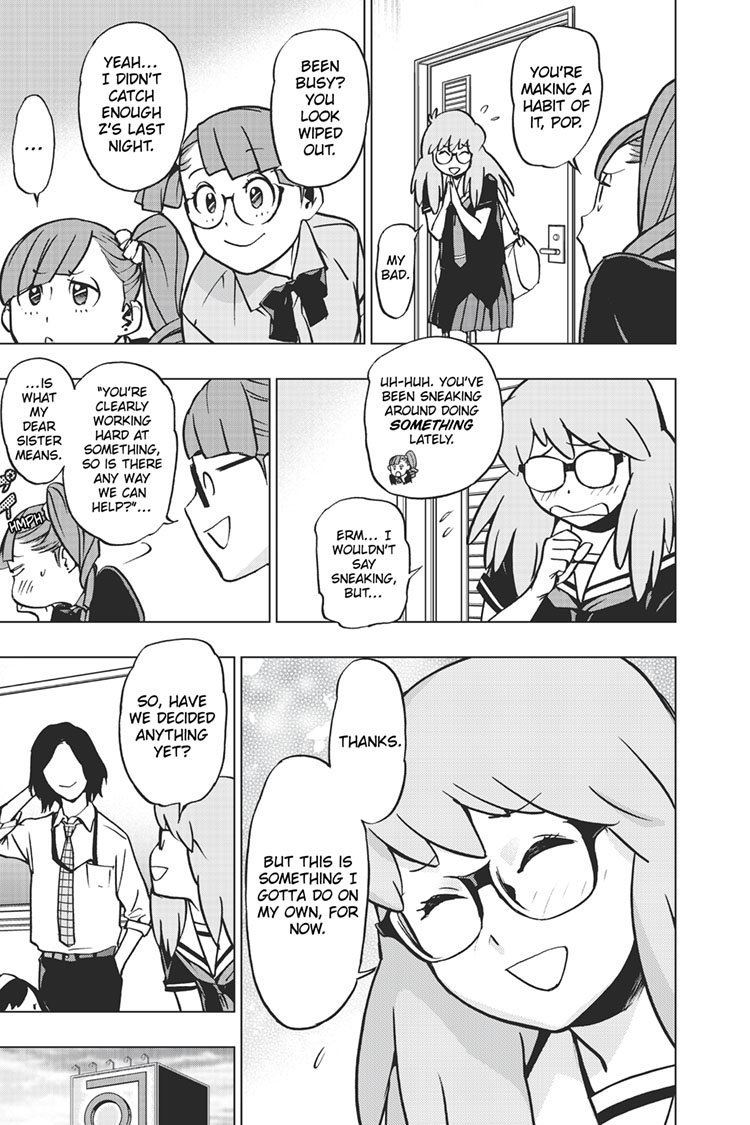 YOU'RE
MAKING A
HABIT OF
IT, POP.
MY
BAD.
BEEN
BUSY?
YOU
LOOK
WIPED
OUT.
YEAH...
I DIDN'T
CATCH
ENOUGH
Z'S LAST
NIGHT.
...
UH-HUH. YOU'VE
BEEN SNEAKING
AROUND DOING
SOMETHING
LATELY.
ERM... I
WOULDN'T
SAY
SNEAKING,
BUT...
"YOU'RE
CLEARLY
WORKING
HARD AT
SOMETHING,
SO IS THERE
ANY WAY
WE CAN
HELP?"...
...IS
WHAT
MY
DEAR
SISTER
MEANS.
HMPH!
THANKS.
BUT THIS IS
SOMETHING I
GOTTA DO ON
MY OWN, FOR
NOW.
SO, HAVE
WE DECIDED
ANYTHING
YET?